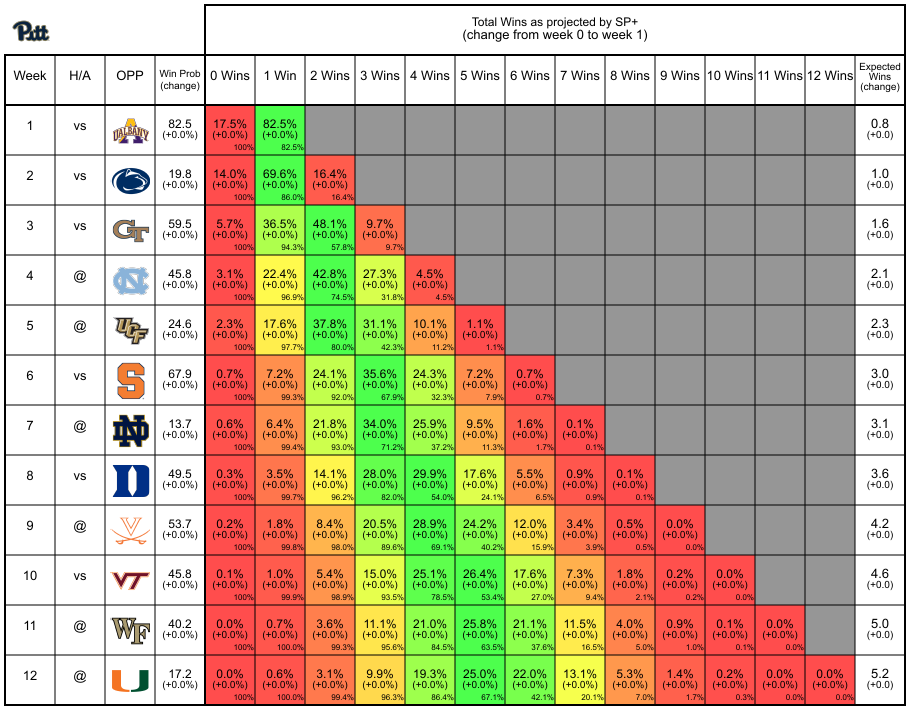 Pitt
Total Wins as projected by SP+
(change from week 0 to week 1)
Week H/A OPP Win Prob (change) 0 Wins 1 Win 2 Wins 3 Wins 4 Wins 5 Wins 6 Wins 7 Wins 8 Wins 9 Wins 10 Wins 11 Wins 12 Wins Expected Wins (change)
1 vs UALBANY 82.5 17.5% 82.5% 0.8
(+0.0%) (+0.0%) (+0.0%) (+0.0)
100% 82.5%
2 vs 19.8 14.0% 69.6% 16.4% 1.0
(+0.0%) (+0.0%) (+0.0%) (+0.0%) (+0.0)
100% 86.0% 16.4%
3 vs GT 59.5 5.7% 36.5% 48.1% 9.7% 1.6
(+0.0%) (+0.0%) (+0.0%) (+0.0%) (+0.0%) (+0.0)
100% 94.3% 57.8% 9.7%
4 @ NC 45.8 3.1% 22.4% 42.8% 27.3% 4.5% 2.1
(+0.0%) (+0.0%) (+0.0%) (+0.0%) (+0.0%) (+0.0%) (+0.0)
100% 96.9% 74.5% 31.8% 4.5%
5 @ UCF 24.6 2.3% 17.6% 37.8% 31.1% 10.1% 1.1% 2.3
(+0.0%) (+0.0%) (+0.0%) (+0.0%) (+0.0%) (+0.0%) (+0.0%) (+0.0)
100% 97.7% 80.0% 42.3% 11.2% 1.1%
6 vs S 67.9 0.7% 7.2% 24.1% 35.6% 24.3% 7.2% 0.7% 3.0
(+0.0%) (+0.0%) (+0.0%) (+0.0%) (+0.0%) (+0.0%) (+0.0%) (+0.0%) (+0.0)
100% 99.3% 92.0% 67.9% 32.3% 7.9% 0.7%
7 @ ND 13.7 0.6% 6.4% 21.8% 34.0% 25.9% 9.5% 1.6% 0.1% 3.1
(+0.0%) (+0.0%) (+0.0%) (+0.0%) (+0.0%) (+0.0%) (+0.0%) (+0.0%) (+0.0%) (+0.0)
100% 99.4% 93.0% 71.2% 37.2% 11.3% 1.7% 0.1%
8 vs D 49.5 0.3% 3.5% 14.1% 28.0% 29.9% 17.6% 5.5% 0.9% 0.1% 3.6
(+0.0%) (+0.0%) (+0.0%) (+0.0%) (+0.0%) (+0.0%) (+0.0%) (+0.0%) (+0.0%) (+0.0%) (+0.0)
100% 99.7% 96.2% 82.0% 54.0% 24.1% 6.5% 0.9% 0.1%
9 @ V 53.7 0.2% 1.8% 8.4% 20.5% 28.9% 24.2% 12.0% 3.4% 0.5% 0.0% 4.2
(+0.0%) (+0.0%) (+0.0%) (+0.0%) (+0.0%) (+0.0%) (+0.0%) (+0.0%) (+0.0%) (+0.0%) (+0.0%) (+0.0)
100% 99.8% 98.0% 89.6% 69.1% 40.2% 15.9% 3.9% 0.5% 0.0%
10 vs VT 45.8 0.1% 1.0% 5.4% 15.0% 25.1% 26.4% 17.6% 7.3% 1.8% 0.2% 0.0% 4.6
(+0.0%) (+0.0%) (+0.0%) (+0.0%) (+0.0%) (+0.0%) (+0.0%) (+0.0%) (+0.0%) (+0.0%) (+0.0%) (+0.0%) (+0.0)
100% 99.9% 98.9% 93.5% 78.5% 53.4% 27.0% 9.4% 2.1% 0.2% 0.0%
11 @ WF 40.2 0.0% 0.7% 3.6% 11.1% 21.0% 25.8% 21.1% 11.5% 4.0% 0.9% 0.1% 0.0% 5.0
(+0.0%) (+0.0%) (+0.0%) (+0.0%) (+0.0%) (+0.0%) (+0.0%) (+0.0%) (+0.0%) (+0.0%) (+0.0%) (+0.0%) (+0.0%) (+0.0)
100% 100.0% 99.3% 95.6% 84.5% 63.5% 37.6% 16.5% 5.0% 1.0% 0.1% 0.0%
12 @ U 17.2 0.0% 0.6% 3.1% 9.9% 19.3% 25.0% 22.0% 13.1% 5.3% 1.4% 0.2% 0.0% 0.0% 5.2
(+0.0%) (+0.0%) (+0.0%) (+0.0%) (+0.0%) (+0.0%) (+0.0%) (+0.0%) (+0.0%) (+0.0%) (+0.0%) (+0.0%) (+0.0%) (+0.0%) (+0.0)
100% 100.0% 99.4% 96.3% 86.4% 67.1% 42.1% 20.1% 7.0% 1.7% 0.3% 0.0% 0.0%